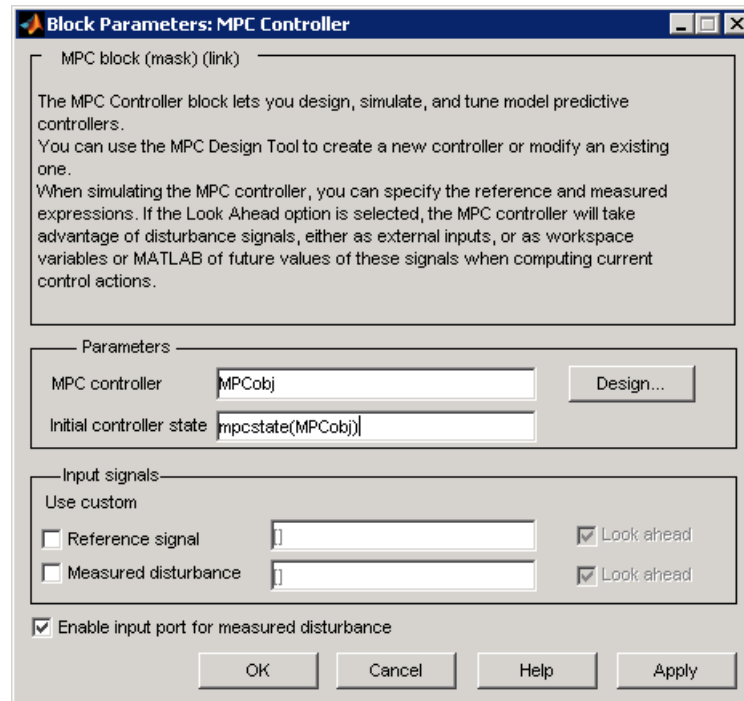 Block Parameters: MPC Controller
MPC block (mask) (link)
The MPC Controller block lets you design, simulate, and tune model predictive
controllers.
You can use the MPC Design Tool to create a new controller or modify an existing
one.
When simulating the MPC controller, you can specify the reference and measured
expressions. If the Look Ahead option is selected, the MPC controller will take
advantage of disturbance signals, either as external inputs, or as workspace
variables or MATLAB of future values of these signals when computing current
control actions.
Parameters
MPC controller MPCobj Design...
Initial controller state mpcstate(MPCobj)
Input signals
Use custom
Reference signal [] Look ahead
Measured disturbance [] Look ahead
Enable input port for measured disturbance
OK Cancel Help Apply